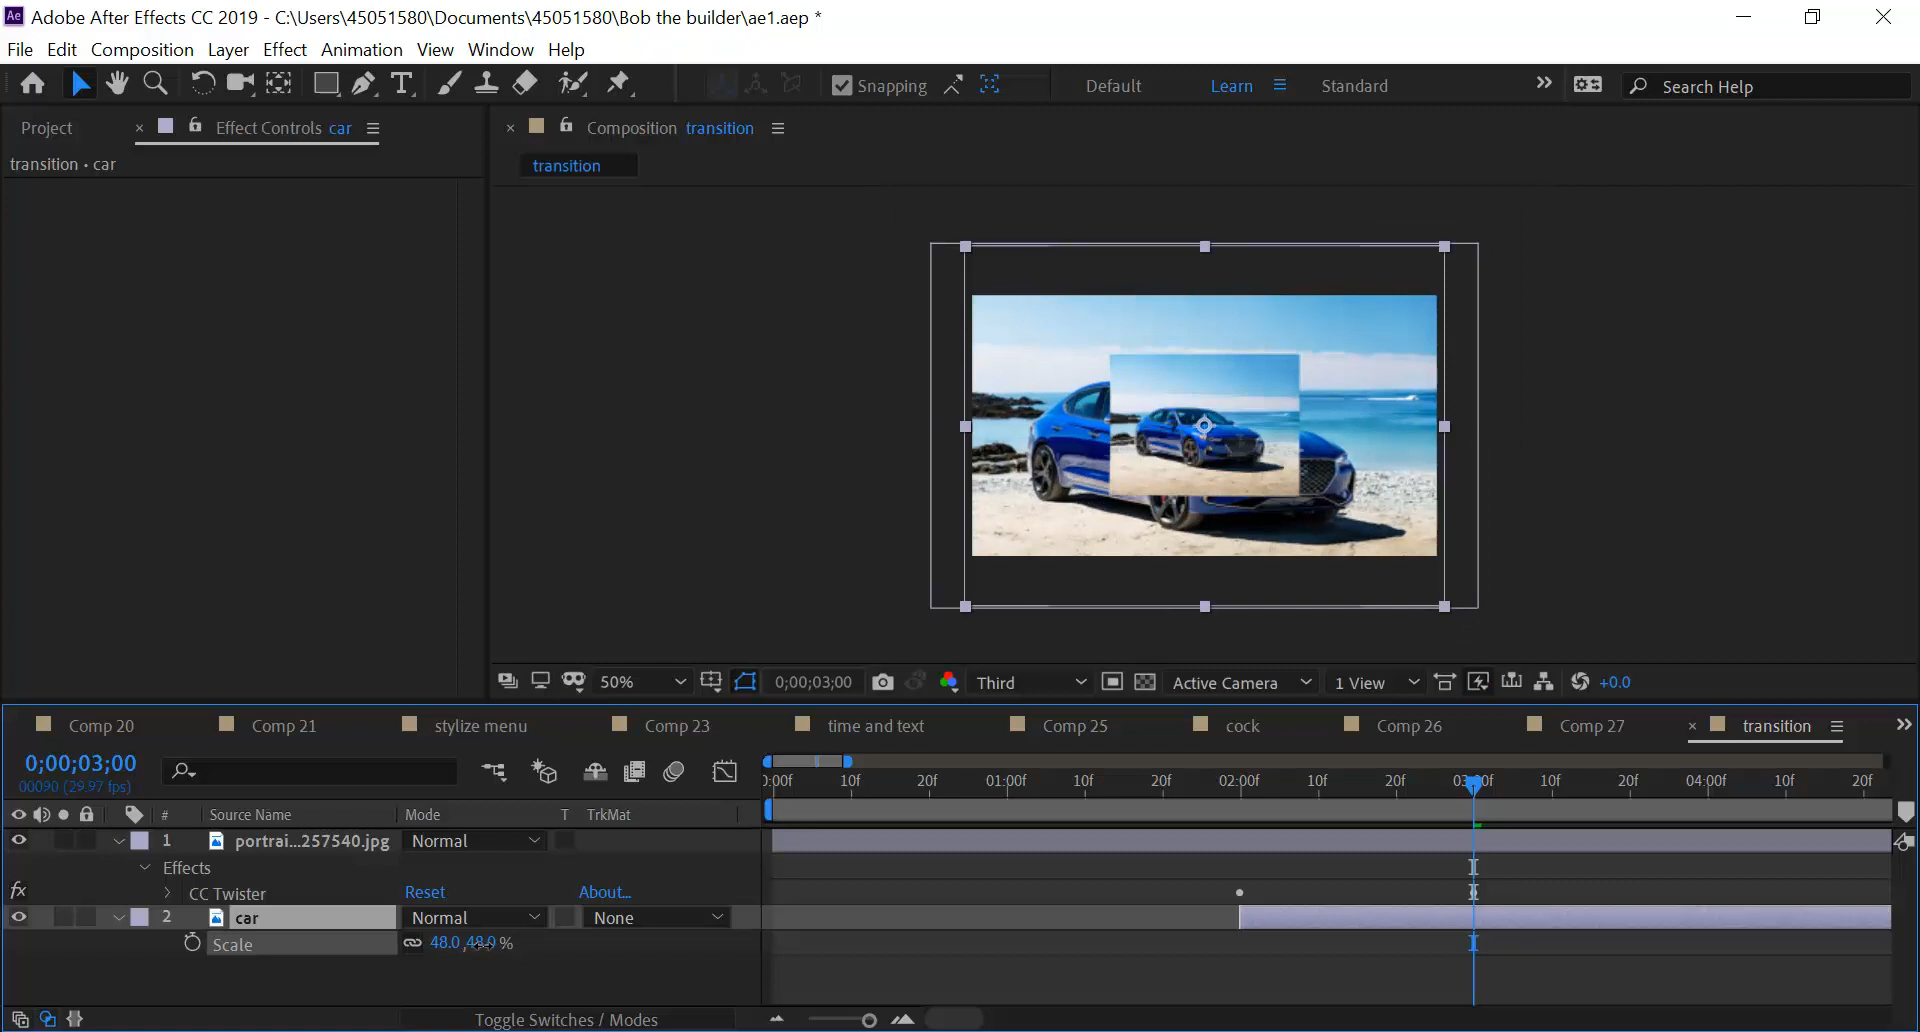 Ae Adobe After Effects CC 2019 - C:\Users\45051580\Documents\45051580\Bob the builder\ae1.aep *
File Edit Composition Layer Effect Animation View Window Help
Snapping Default Learn Standard Search Help
Project Effect Controls car Composition transition
transition • car
transition
50% 0;00;03;00 Third Active Camera 1 View +0.0
Comp 20 Comp 21 stylize menu Comp 23 time and text Comp 25 cock Comp 26 Comp 27 transition
0;00;03;00
00090 (29.97 fps)
0:00f 10f 20f 01:00f 10f 20f 02:00f 10f 20f 03:00f 10f 20f 04:00f 10f 20f
# Source Name Mode T TrkMat
1 portrai...257540.jpg Normal
Effects
fx CC Twister Reset About...
2 car Normal None
Scale 48.0,48.0 %
Toggle Switches / Modes